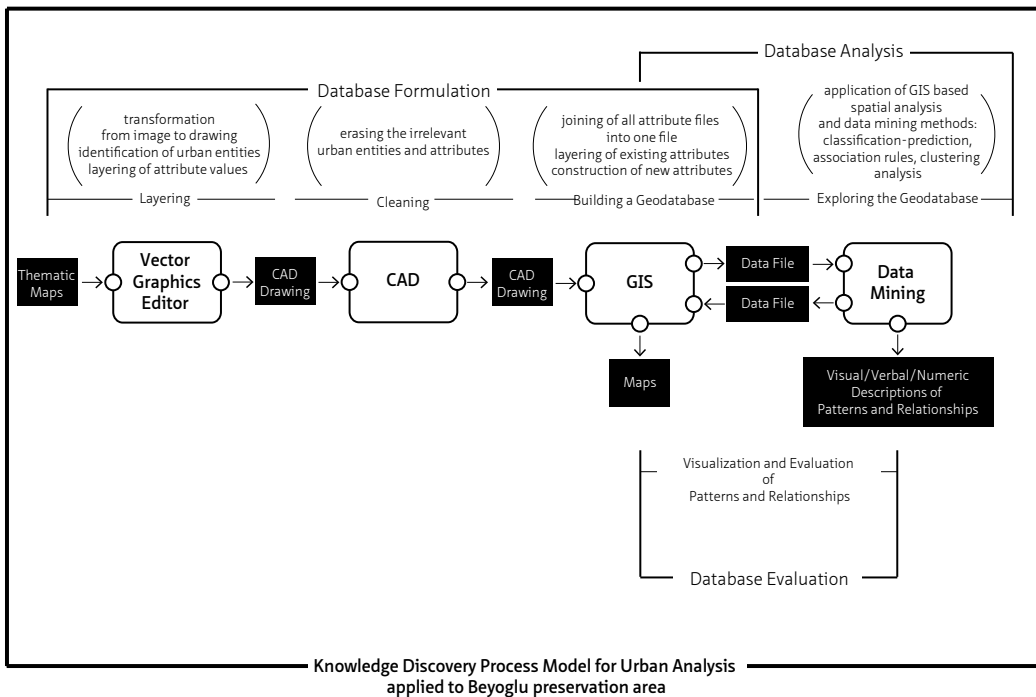 Database Analysis
Database Formulation
transformation
from image to drawing
identification of urban entities
layering of attribute values
Layering
erasing the irrelevant
urban entities and attributes
Cleaning
joining of all attribute files
into one file
layering of existing attributes
construction of new attributes
Building a Geodatabase
application of GIS based
spatial analysis
and data mining methods:
classification-prediction,
association rules, clustering
analysis
Exploring the Geodatabase
Thematic
Maps
Vector
Graphics
Editor
CAD
Drawing
CAD
CAD
Drawing
GIS
Data File
Data File
Data
Mining
Maps
Visual/Verbal/Numeric
Descriptions of
Patterns and Relationships
Visualization and Evaluation
of
Patterns and Relationships
Database Evaluation
Knowledge Discovery Process Model for Urban Analysis
applied to Beyoglu preservation area